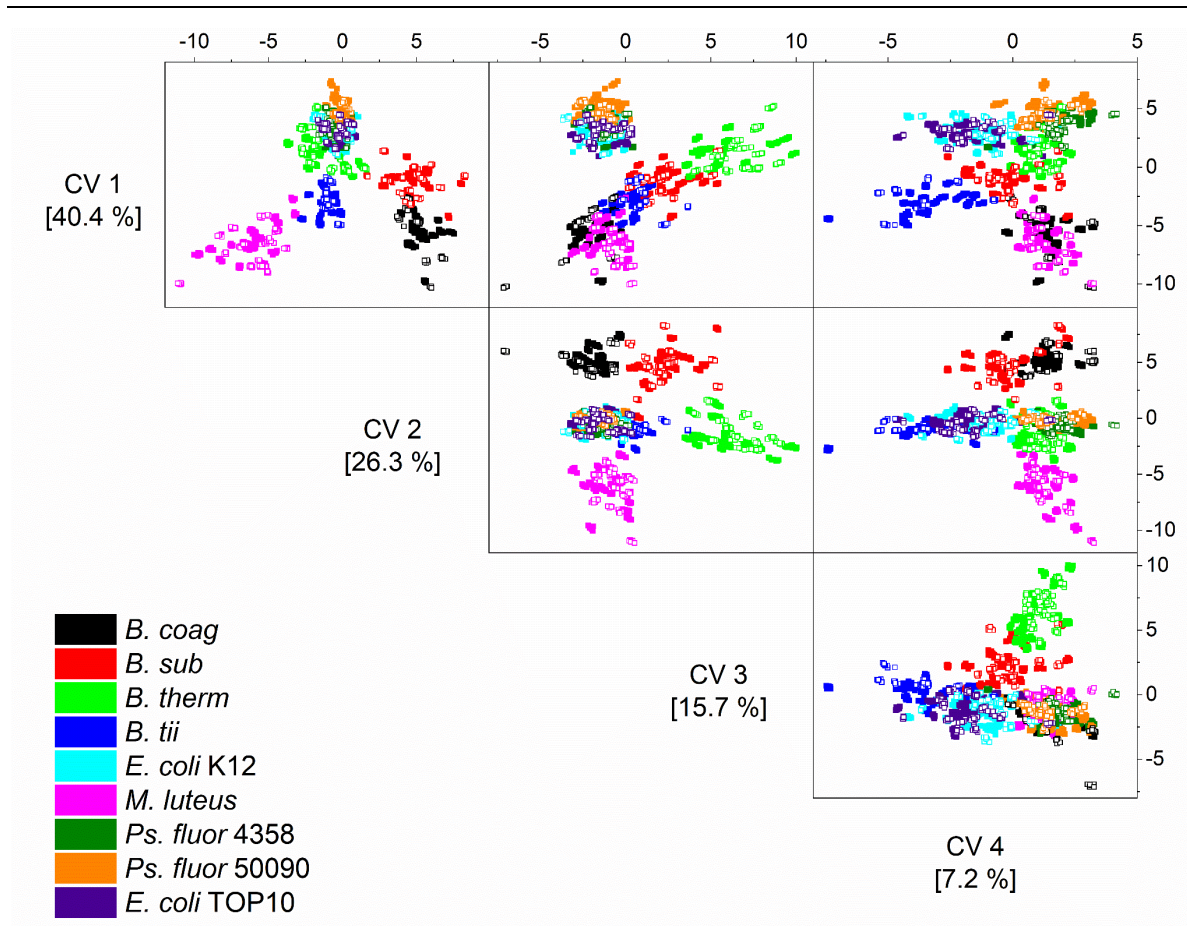 -10 -5 0 5 -5 0 5 10 -5 0 5
5
0
-5
-10
CV 1
[40.4 %]
5
0
-5
-10
CV 2
[26.3 %]
10
5
0
-5
CV 3
[15.7 %]
CV 4
[7.2 %]
B. coag
B. sub
B. therm
B. tii
E. coli K12
M. luteus
Ps. fluor 4358
Ps. fluor 50090
E. coli TOP10